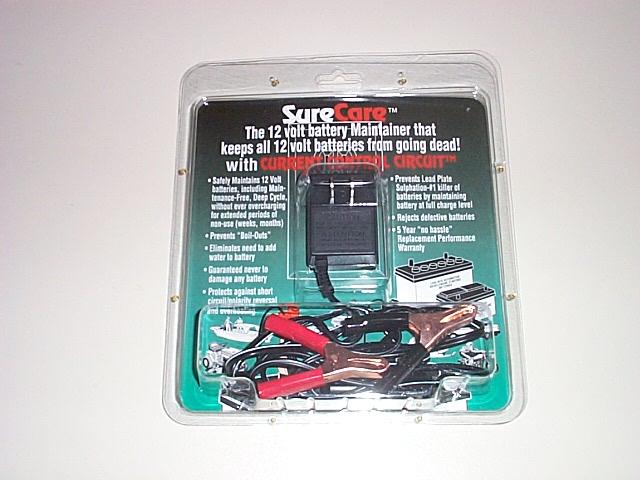 SureCare™
The 12 volt battery Maintainer that
keeps all 12 volt batteries from going dead!
with CURRENT CONTROL CIRCUIT™
• Safely Maintains 12 Volt
batteries, including Main-
tenance-Free, Deep Cycle,
without ever overcharging
for extended periods of
non-use (weeks, months)
• Prevents "Boil-Outs"
• Eliminates need to add
water to battery
• Guaranteed never to
damage any battery
• Protects against short
circuit/polarity reversal
and overheating
• Prevents Lead Plate
Sulphation-#1 killer of
batteries by maintaining
battery at full charge level
• Rejects defective batteries
• 5 Year "no hassle"
Replacement Performance
Warranty